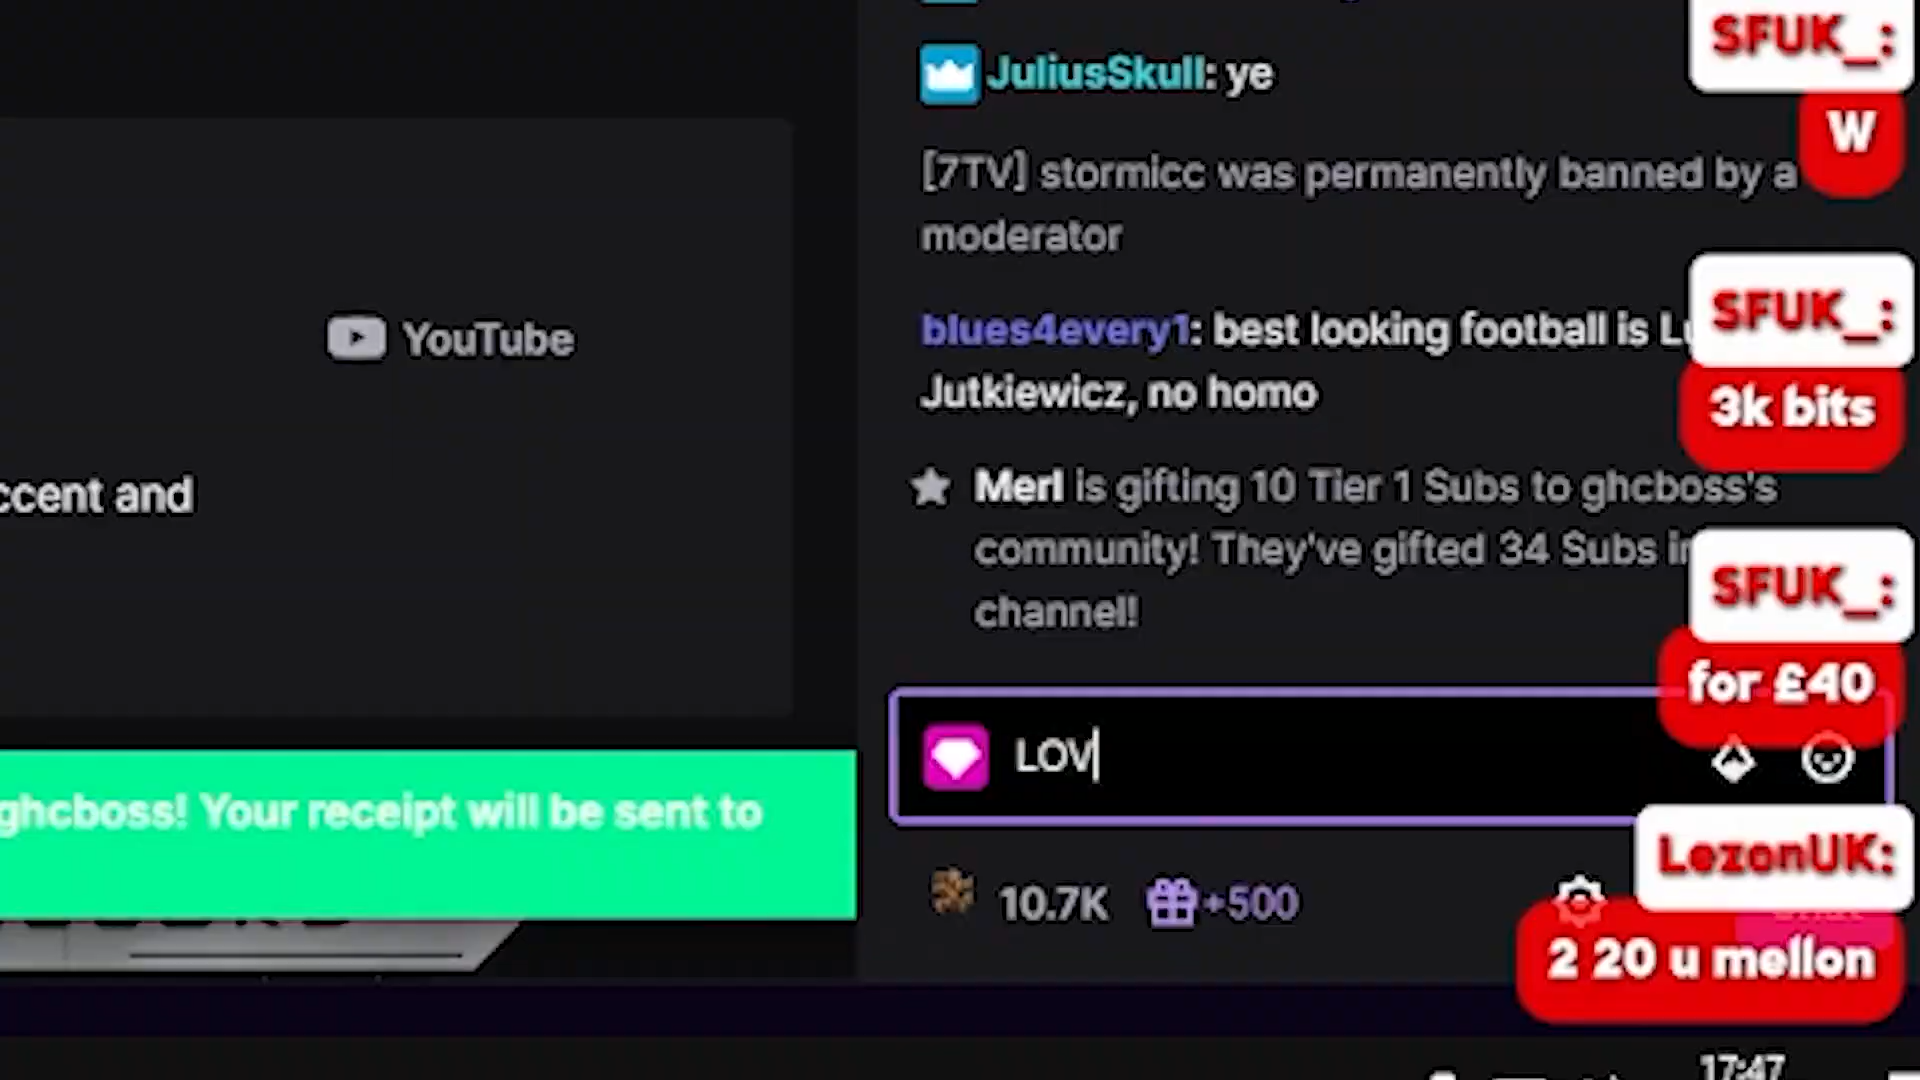 JuliusSkull: ye
[7TV] stormicc was permanently banned by a
moderator
YouTube
blues4every1: best looking football is
Jutkiewicz, no homo
ccent and
Merl is gifting 10 Tier 1 Subs to ghcboss's
community! They've gifted 34 Subs
channel!
LOV
ghcboss! Your receipt will be sent to
10.7K +500
SFUK_:
W
SFUK_:
3k bits
SFUK_:
for £40
LezonUK:
2 20 u mellon
17:47